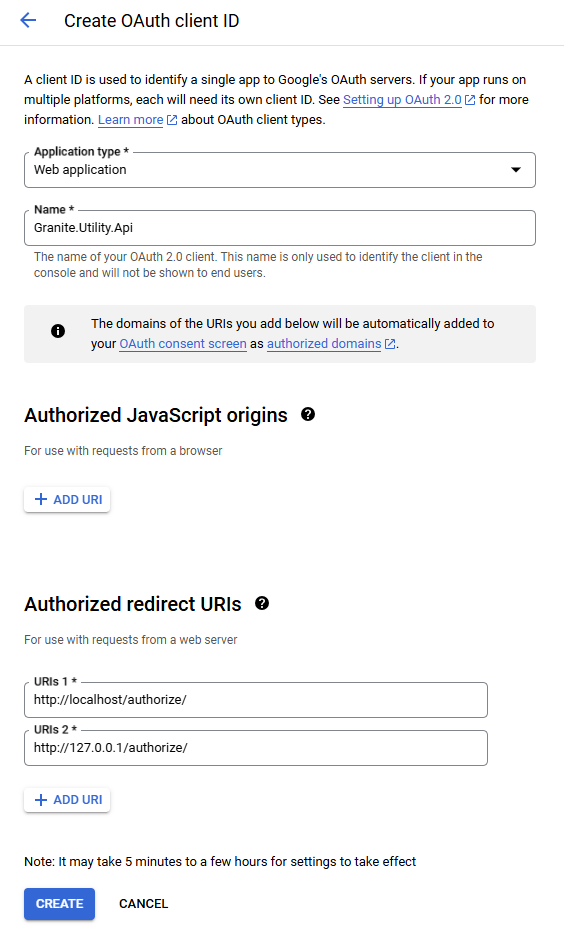 Create OAuth client ID
A client ID is used to identify a single app to Google's OAuth servers. If your app runs on
multiple platforms, each will need its own client ID. See Setting up OAuth 2.0 for more
information. Learn more about OAuth client types.
Application type *
Web application
Name *
Granite.Utility.Api
The name of your OAuth 2.0 client. This name is only used to identify the client in the
console and will not be shown to end users.
The domains of the URIs you add below will be automatically added to
your OAuth consent screen as authorized domains.
Authorized JavaScript origins
For use with requests from a browser
ADD URI
Authorized redirect URIs
For use with requests from a web server
URIs 1 *
http://localhost/authorize/
URIs 2 *
http://127.0.0.1/authorize/
ADD URI
Note: It may take 5 minutes to a few hours for settings to take effect
CREATE CANCEL